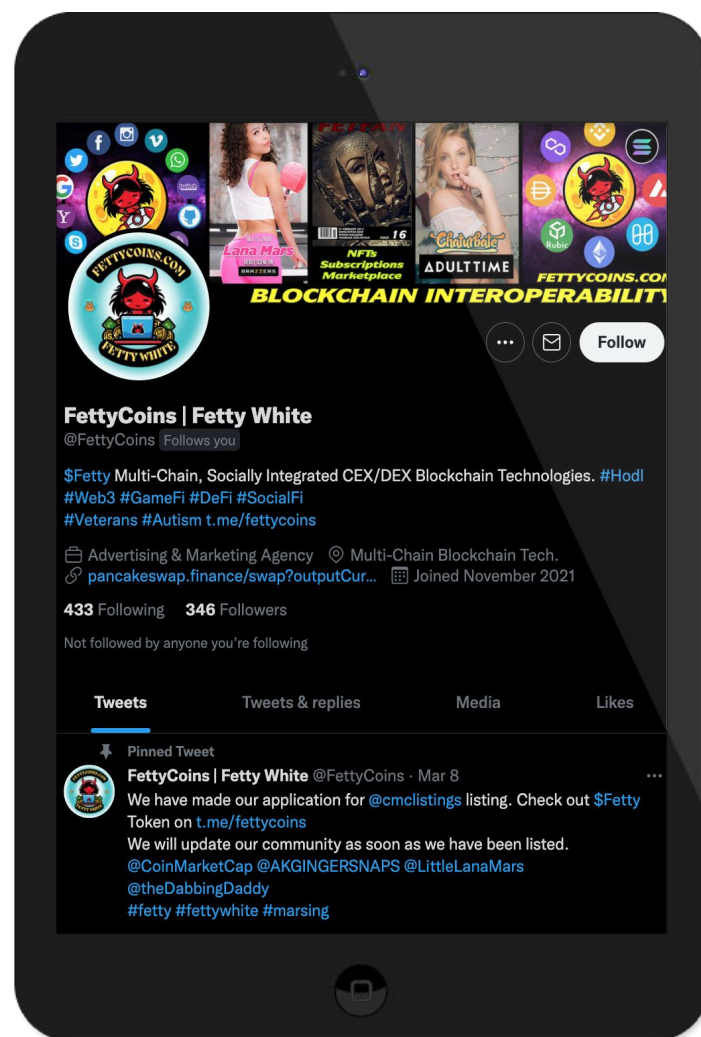 FETISH
Lana Mars
BRAZZERS
16
NFTs
Subscriptions
Marketplace
Chaturbate
ADULTTIME
twitch
Rubic
FETTYCOINS.COM
BLOCKCHAIN INTEROPERABILITY
FETTYCOINS.COM
FETTY WHITE
Follow
FettyCoins | Fetty White
@FettyCoins Follows you
$Fetty Multi-Chain, Socially Integrated CEX/DEX Blockchain Technologies. #Hodl
#Web3 #GameFi #DeFi #SocialFi
#Veterans #Autism t.me/fettycoins
Advertising & Marketing Agency Multi-Chain Blockchain Tech.
pancakeswap.finance/swap?outputCur... Joined November 2021
433 Following 346 Followers
Not followed by anyone you're following
Tweets Tweets & replies Media Likes
Pinned Tweet
FettyCoins | Fetty White @FettyCoins · Mar 8
We have made our application for @cmclistings listing. Check out $Fetty
Token on t.me/fettycoins
We will update our community as soon as we have been listed.
@CoinMarketCap @AKGINGERSNAPS @LittleLanaMars
@theDabbingDaddy
#fetty #fettywhite #marsing